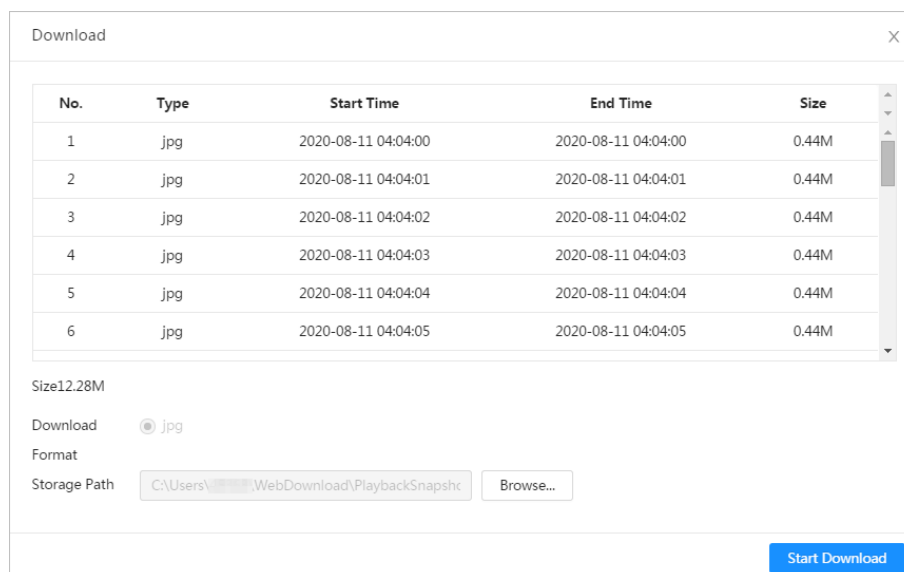 Download
No. Type Start Time End Time Size
1 jpg 2020-08-11 04:04:00 2020-08-11 04:04:00 0.44M
2 jpg 2020-08-11 04:04:01 2020-08-11 04:04:01 0.44M
3 jpg 2020-08-11 04:04:02 2020-08-11 04:04:02 0.44M
4 jpg 2020-08-11 04:04:03 2020-08-11 04:04:03 0.44M
5 jpg 2020-08-11 04:04:04 2020-08-11 04:04:04 0.44M
6 jpg 2020-08-11 04:04:05 2020-08-11 04:04:05 0.44M
Size12.28M
Download jpg
Format
Storage Path C:\Users\ \WebDownload\PlaybackSnapsho Browse...
Start Download